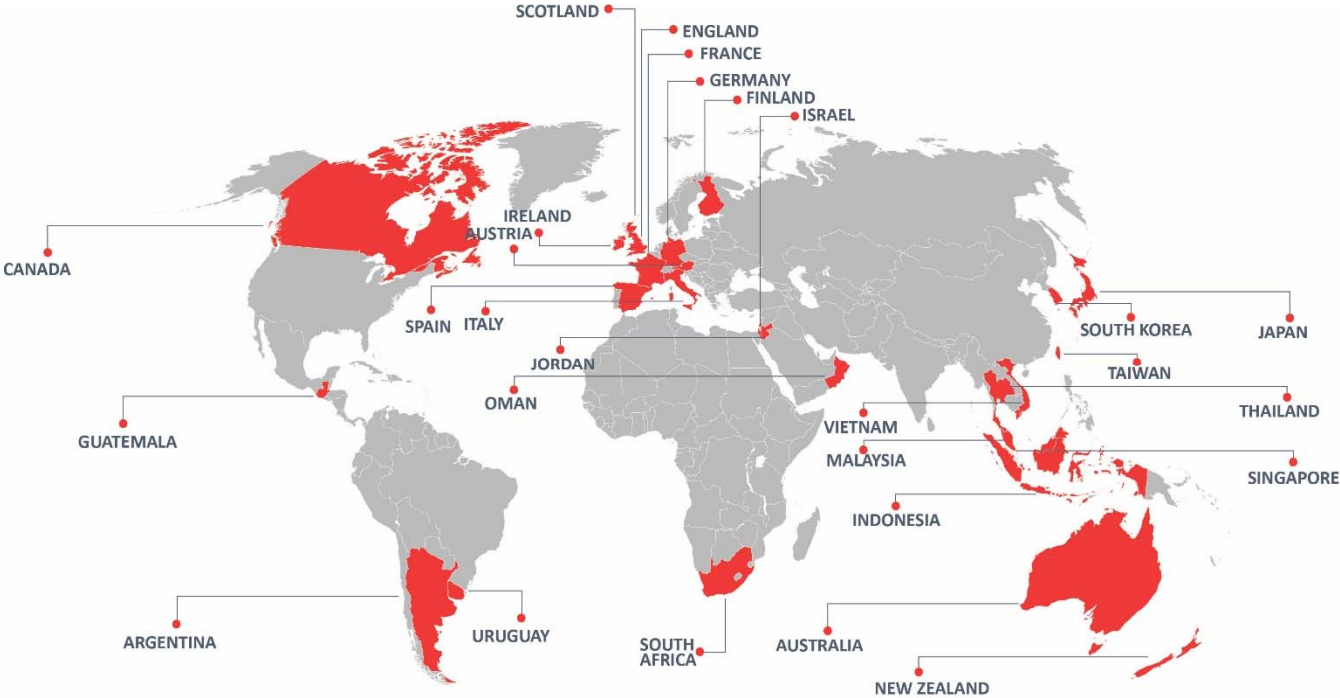 SCOTLAND
ENGLAND
FRANCE
GERMANY
FINLAND
ISRAEL
IRELAND
AUSTRIA
CANADA
SPAIN
ITALY
SOUTH KOREA
JAPAN
JORDAN
TAIWAN
OMAN
THAILAND
GUATEMALA
VIETNAM
MALAYSIA
SINGAPORE
INDONESIA
ARGENTINA
URUGUAY
SOUTH
AFRICA
AUSTRALIA
NEW ZEALAND